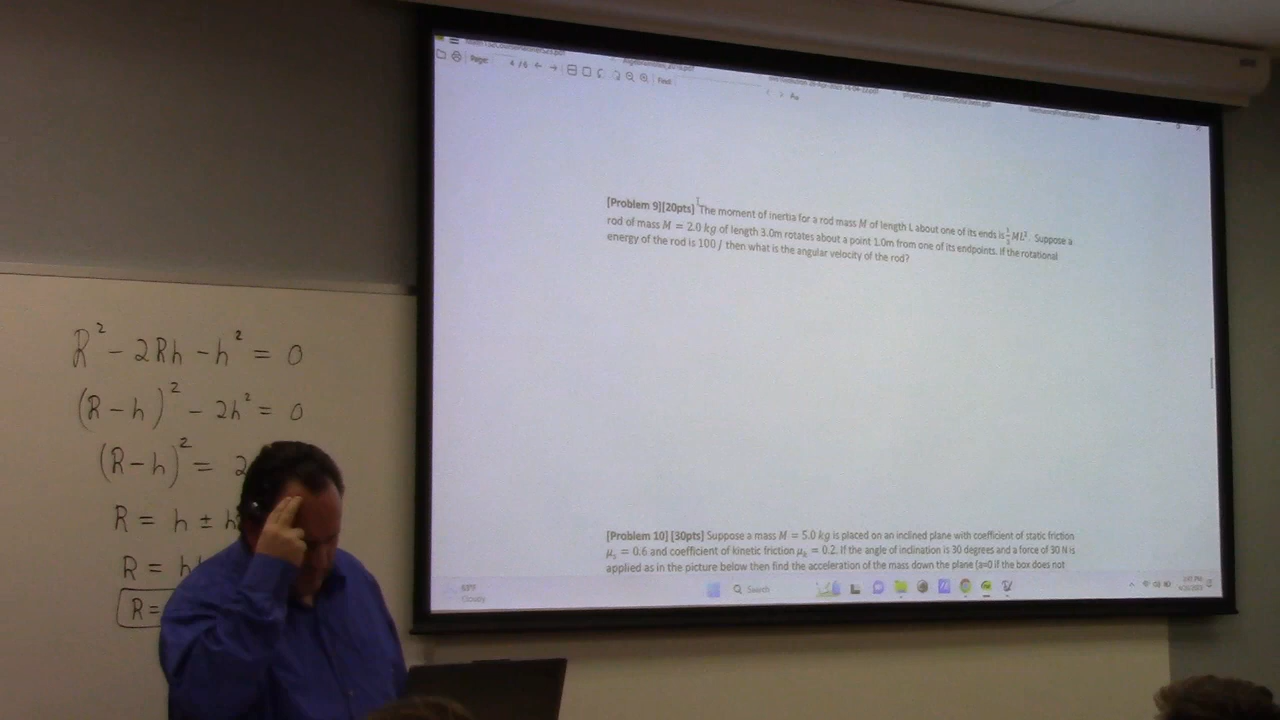 R² − 2Rh − h² = 0
(R − h)² − 2h² = 0
(R − h)² = 2
R = h ± h
R = h
R =
Page: 4 / 6
Find:
[Problem 9][20pts] The moment of inertia for a rod mass M of length L about one of its ends is ⅓ML². Suppose a
rod of mass M = 2.0 kg of length 3.0m rotates about a point 1.0m from one of its endpoints. If the rotational
energy of the rod is 100 J then what is the angular velocity of the rod?
[Problem 10] [30pts] Suppose a mass M = 5.0 kg is placed on an inclined plane with coefficient of static friction
μₛ = 0.6 and coefficient of kinetic friction μₖ = 0.2. If the angle of inclination is 30 degrees and a force of 30 N is
applied as in the picture below then find the acceleration of the mass down the plane (a=0 if the box does not
Cloudy
Search